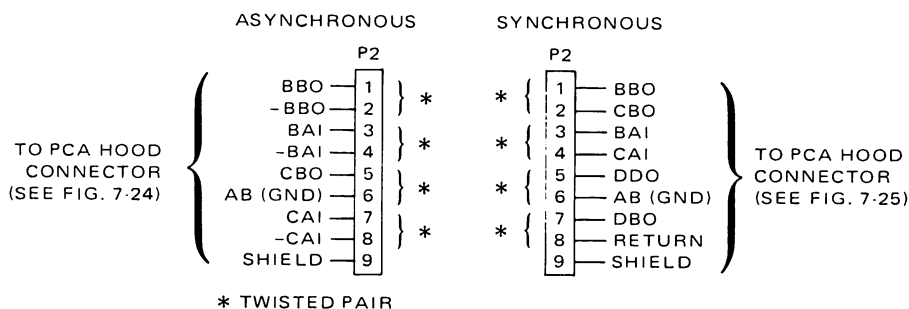 ASYNCHRONOUS
P2
BBO 1
-BBO 2 *
BAI 3
-BAI 4 *
CBO 5
AB (GND) 6 *
CAI 7
-CAI 8 *
SHIELD 9
TO PCA HOOD
CONNECTOR
(SEE FIG. 7-24)
* TWISTED PAIR
SYNCHRONOUS
P2
1 BBO
* 2 CBO
3 BAI
* 4 CAI
5 DDO
* 6 AB (GND)
7 DBO
* 8 RETURN
9 SHIELD
TO PCA HOOD
CONNECTOR
(SEE FIG. 7-25)